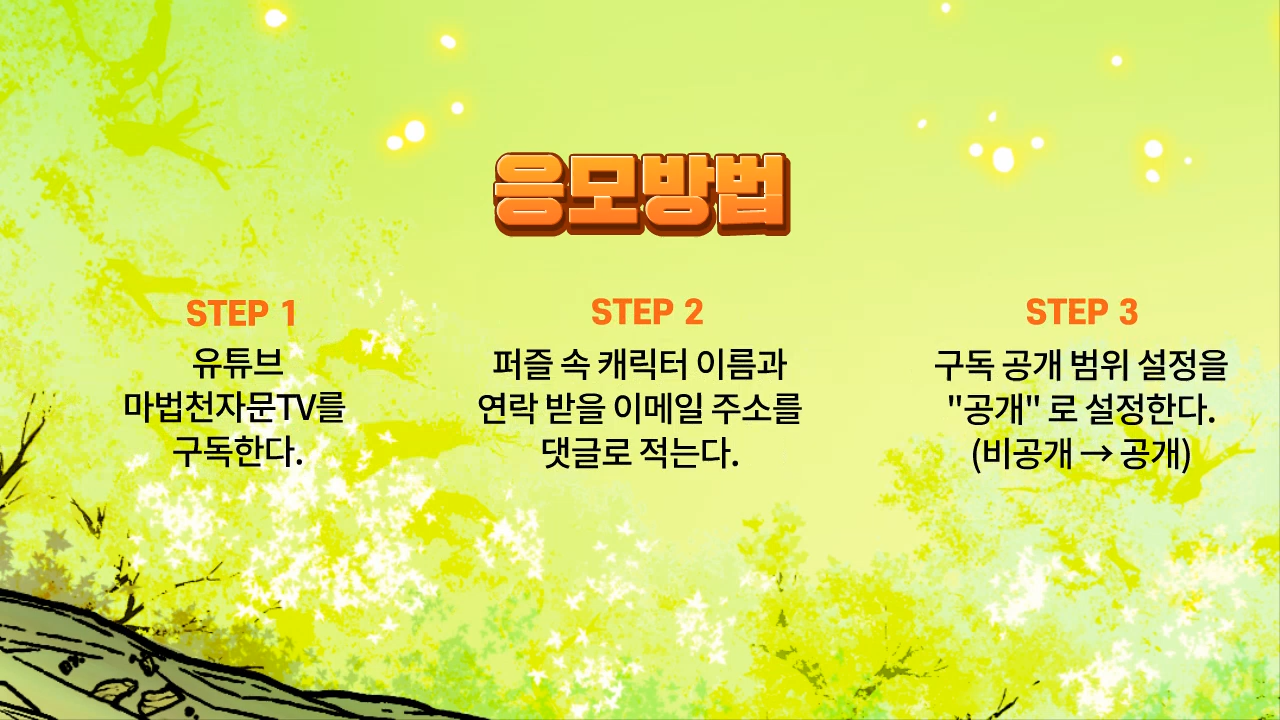 응모방법
STEP 1
유튜브
마법천자문TV를
구독한다.
STEP 2
퍼즐 속 캐릭터 이름과
연락 받을 이메일 주소를
댓글로 적는다.
STEP 3
구독 공개 범위 설정을
"공개" 로 설정한다.
(비공개 → 공개)